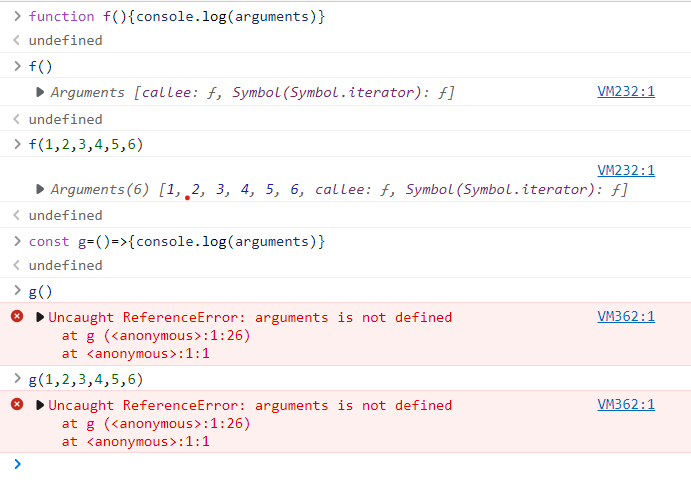 function f(){console.log(arguments)}
undefined
f()
Arguments [callee: ƒ, Symbol(Symbol.iterator): ƒ] VM232:1
undefined
f(1,2,3,4,5,6)
VM232:1
Arguments(6) [1, 2, 3, 4, 5, 6, callee: ƒ, Symbol(Symbol.iterator): ƒ]
undefined
const g=()=>{console.log(arguments)}
undefined
g()
Uncaught ReferenceError: arguments is not defined VM362:1
at g (<anonymous>:1:26)
at <anonymous>:1:1
g(1,2,3,4,5,6)
Uncaught ReferenceError: arguments is not defined VM362:1
at g (<anonymous>:1:26)
at <anonymous>:1:1